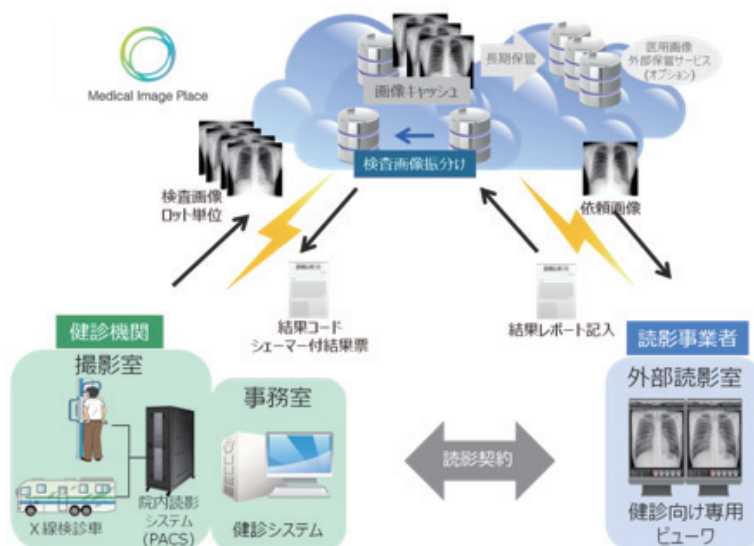 Medical Image Place
画像キャッシュ
長期保管
医用画像
外部保管サービス
(オプション)
検査画像振分け
検査画像
ロット単位
依頼画像
結果コード
シェーマー付結果票
結果レポート記入
健診機関
読影事業者
撮影室
事務室
外部読影室
X線検診車
院内読影
システム
(PACS)
健診システム
読影契約
健診向け専用
ビューワ